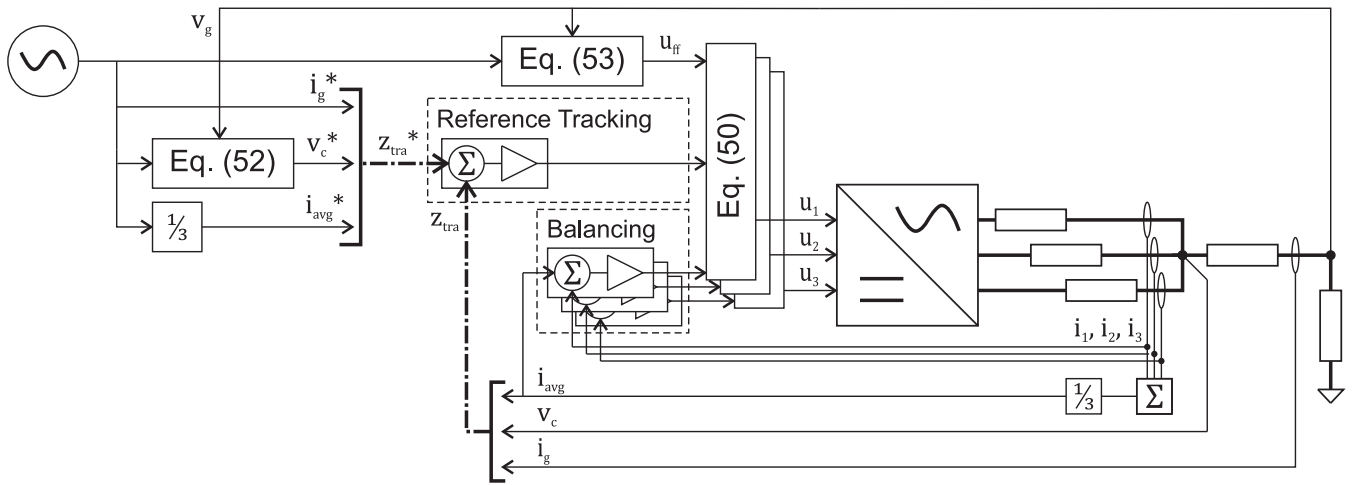 v_g
Eq. (53)
u_ff
i_g*
Reference Tracking
Eq. (52)
v_c*
z_tra*
Σ
Eq. (50)
i_avg*
⅓
z_tra
Balancing
Σ
u_1
u_2
u_3
i_1, i_2, i_3
i_avg
⅓
Σ
v_c
i_g